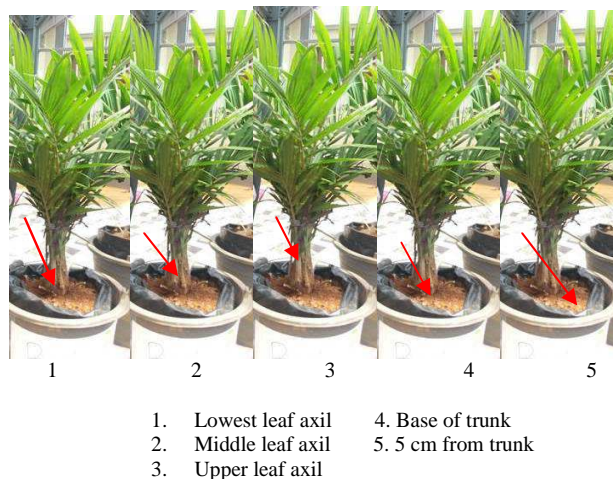 1 2 3 4 5
1. Lowest leaf axil 4. Base of trunk
2. Middle leaf axil 5. 5 cm from trunk
3. Upper leaf axil